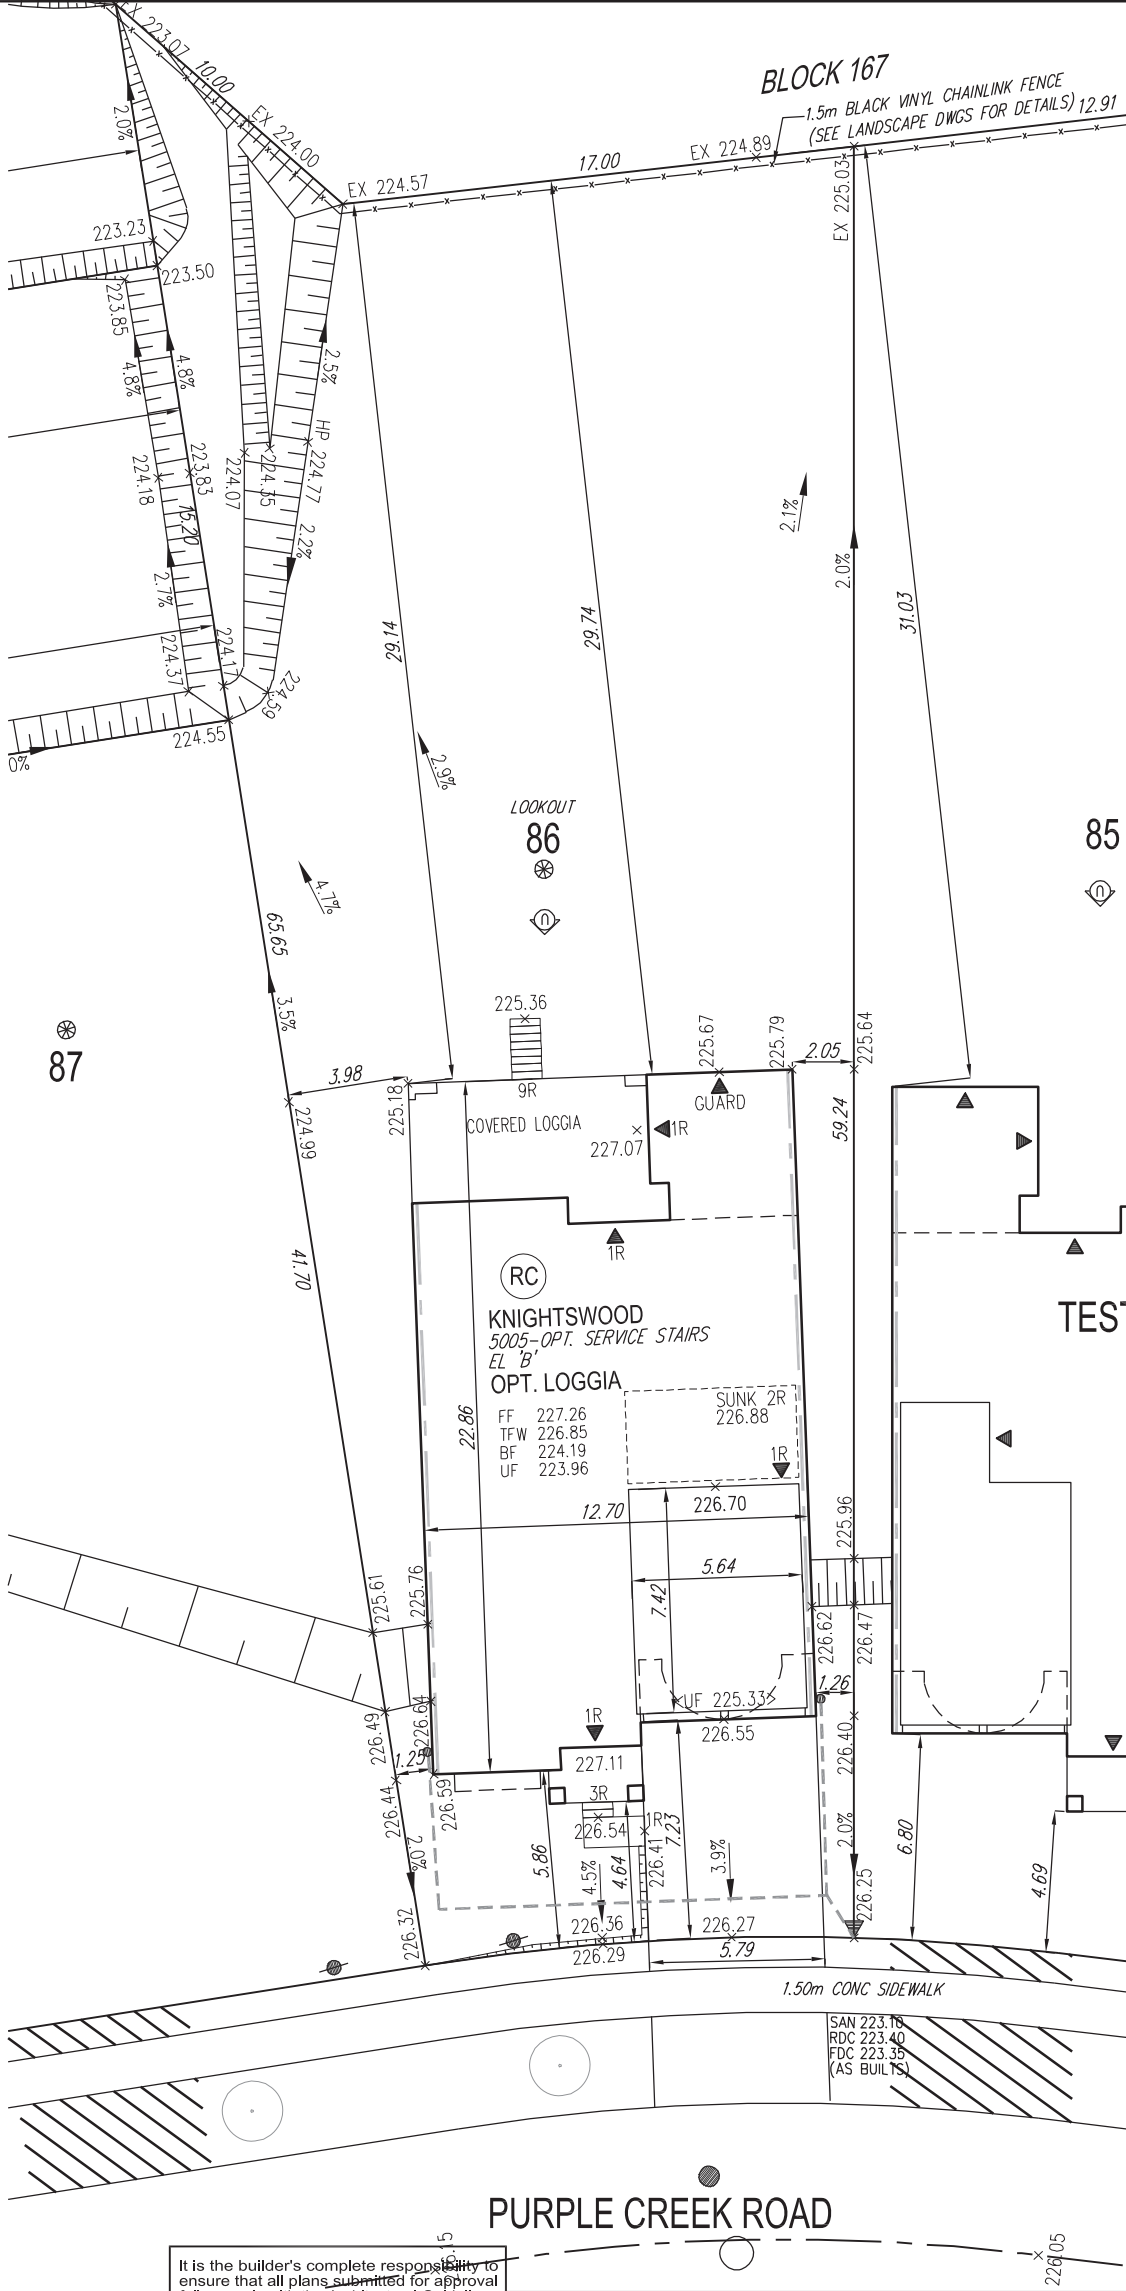 BLOCK 167
1.5m BLACK VINYL CHAINLINK FENCE
(SEE LANDSCAPE DWGS FOR DETAILS)
12.91
EX 223.07
10.00
EX 224.00
EX 224.57
17.00
EX 224.89
EX 225.03
2.0%
223.23
223.50
223.85
4.8%
4.8%
2.5%
HP
224.77
224.35
224.07
223.83
224.18
15.20
2.2%
2.7%
224.17
224.37
224.59
224.55
0%
29.14
29.74
31.03
2.1%
2.0%
2.9%
4.7%
LOOKOUT
86
85
87
65.65
3.5%
225.36
225.67
225.79
2.05
225.64
3.98
225.18
9R
GUARD
COVERED LOGGIA
227.07
1R
224.99
59.24
1R
41.70
RC
KNIGHTSWOOD
5005-OPT. SERVICE STAIRS
EL 'B'
OPT. LOGGIA
FF 227.26
TFW 226.85
BF 224.19
UF 223.96
SUNK 2R
226.88
1R
22.86
226.70
12.70
5.64
7.42
TEST
225.96
225.61
225.76
226.62
226.47
1.26
<UF 225.33>
226.55
226.49
226.64
1R
227.11
226.40
1.25
226.44
226.59
3R
226.54
1R
226.41
7.23
5.86
4.64
4.5%
3.9%
2.0%
2.0%
6.80
4.69
226.25
226.32
226.36
226.29
226.27
5.79
1.50m CONC SIDEWALK
SAN 223.10
RDC 223.40
FDC 223.35
(AS BUILTS)
PURPLE CREEK ROAD
226.15
226.05
It is the builder's complete responsibility to
ensure that all plans submitted for approval